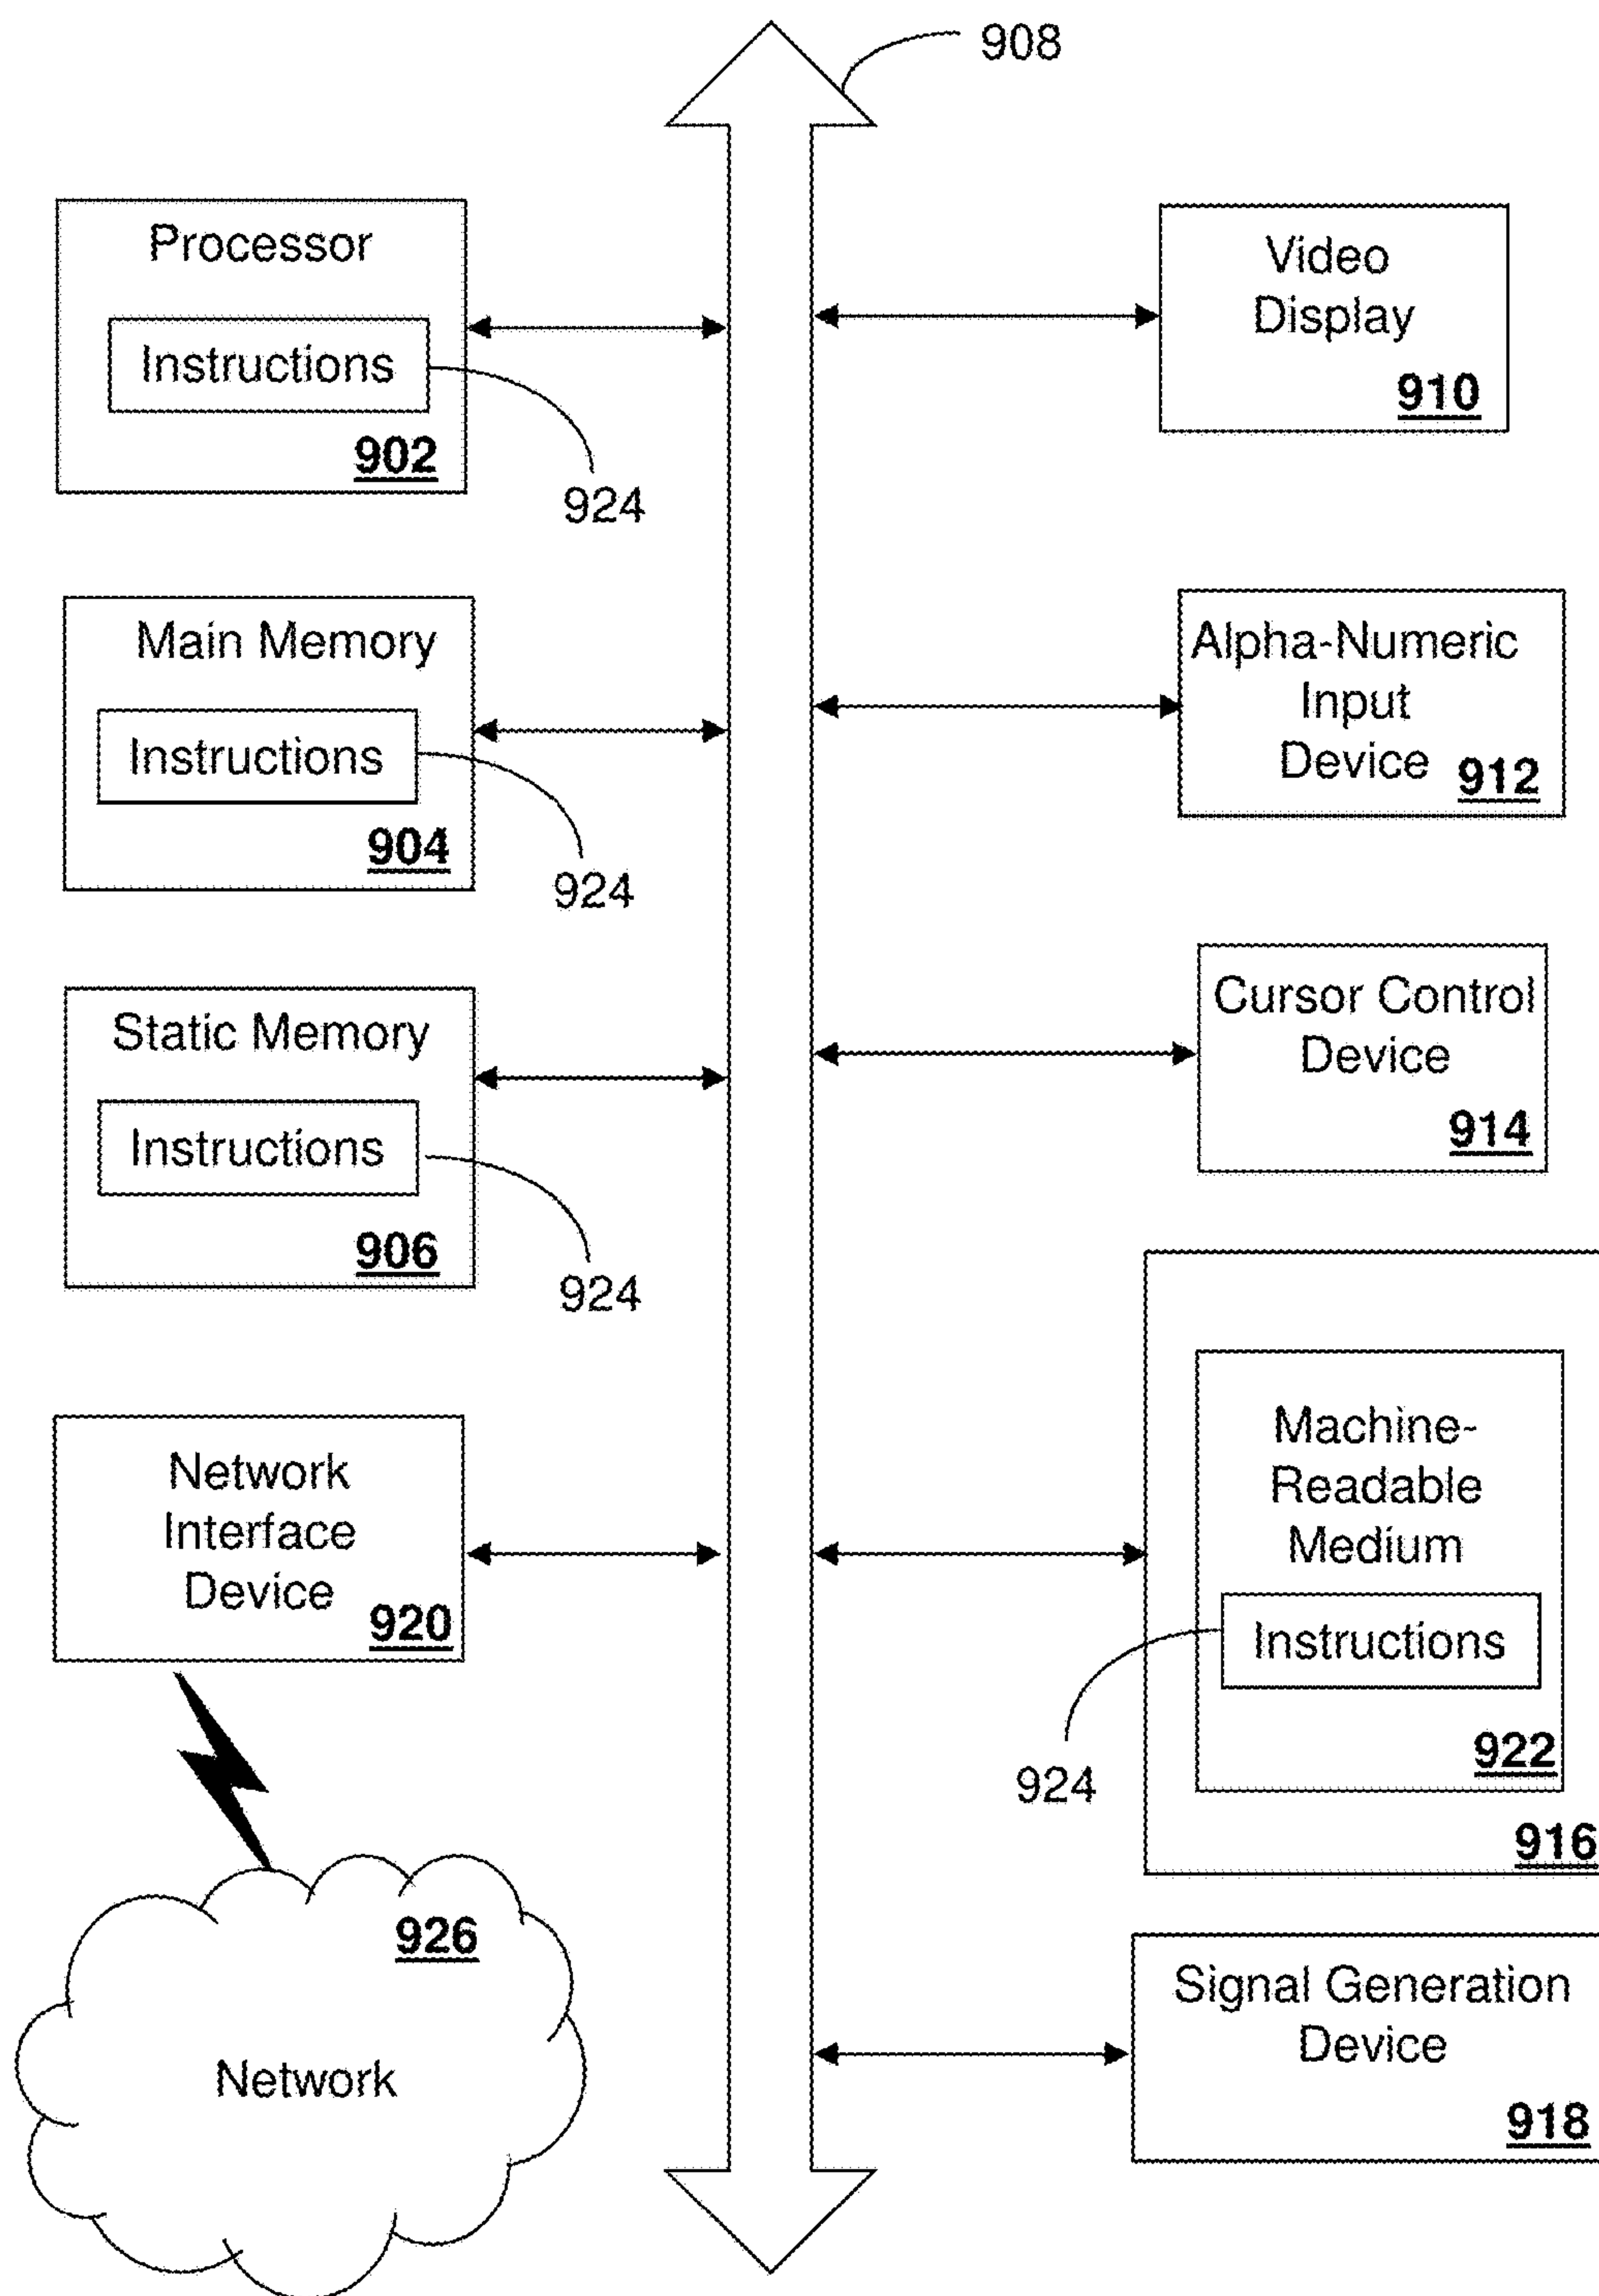 908
Processor
Instructions
902
924
Main Memory
Instructions
904
924
Static Memory
Instructions
906
924
Network
Interface
Device
920
926
Network
Video
Display
910
Alpha-Numeric
Input
Device
912
Cursor Control
Device
914
Machine-
Readable
Medium
Instructions
924
922
916
Signal Generation
Device
918